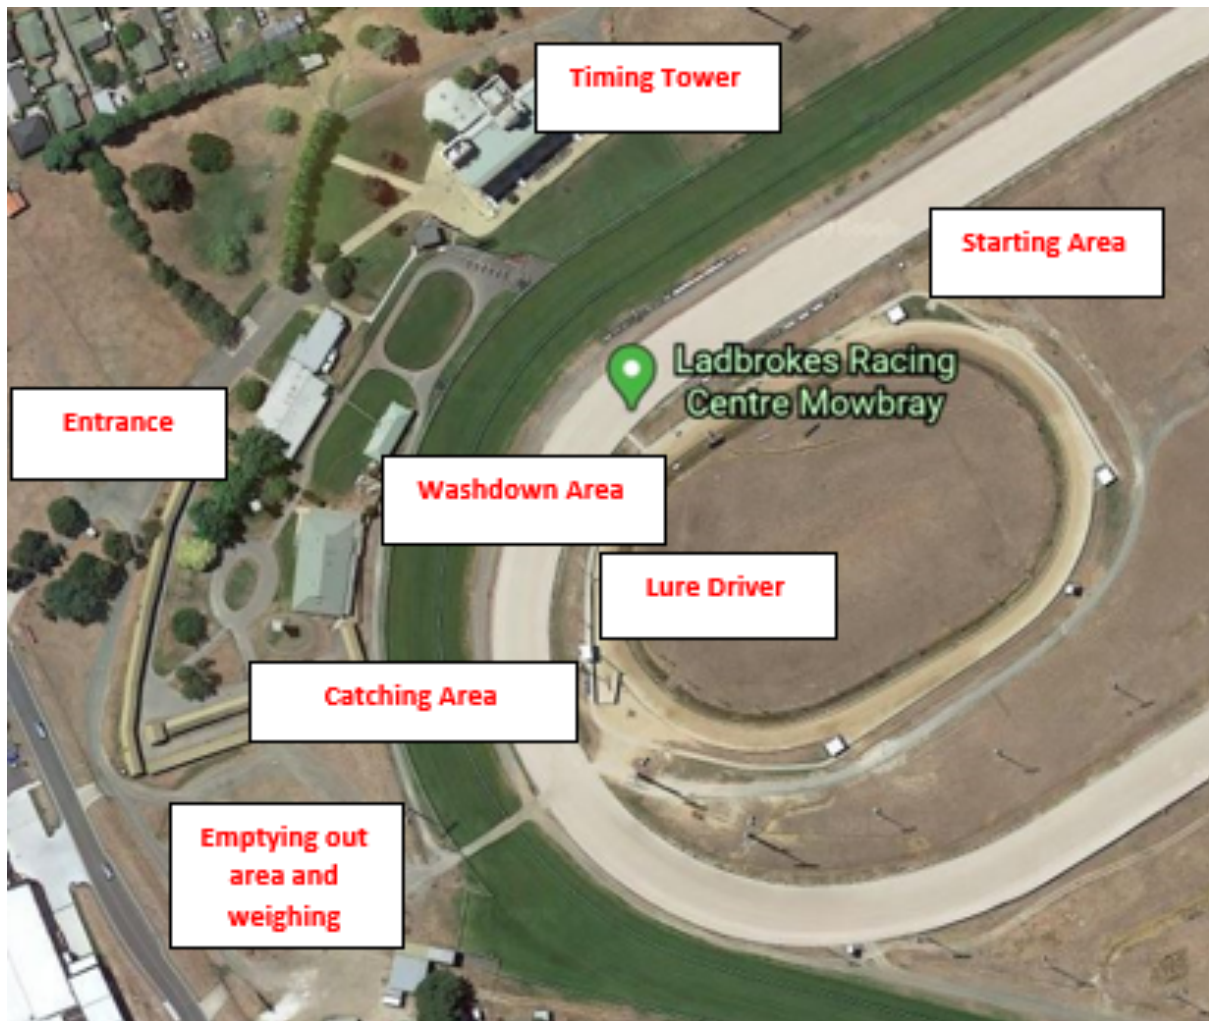 Timing Tower
Starting Area
Ladbrokes Racing
Centre Mowbray
Entrance
Washdown Area
Lure Driver
Catching Area
Emptying out
area and
weighing